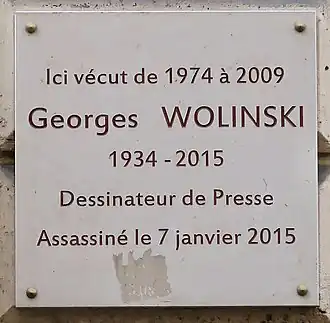 Ici vécut de 1974 à 2009
Georges WOLINSKI
1934 - 2015
Dessinateur de Presse
Assassiné le 7 janvier 2015